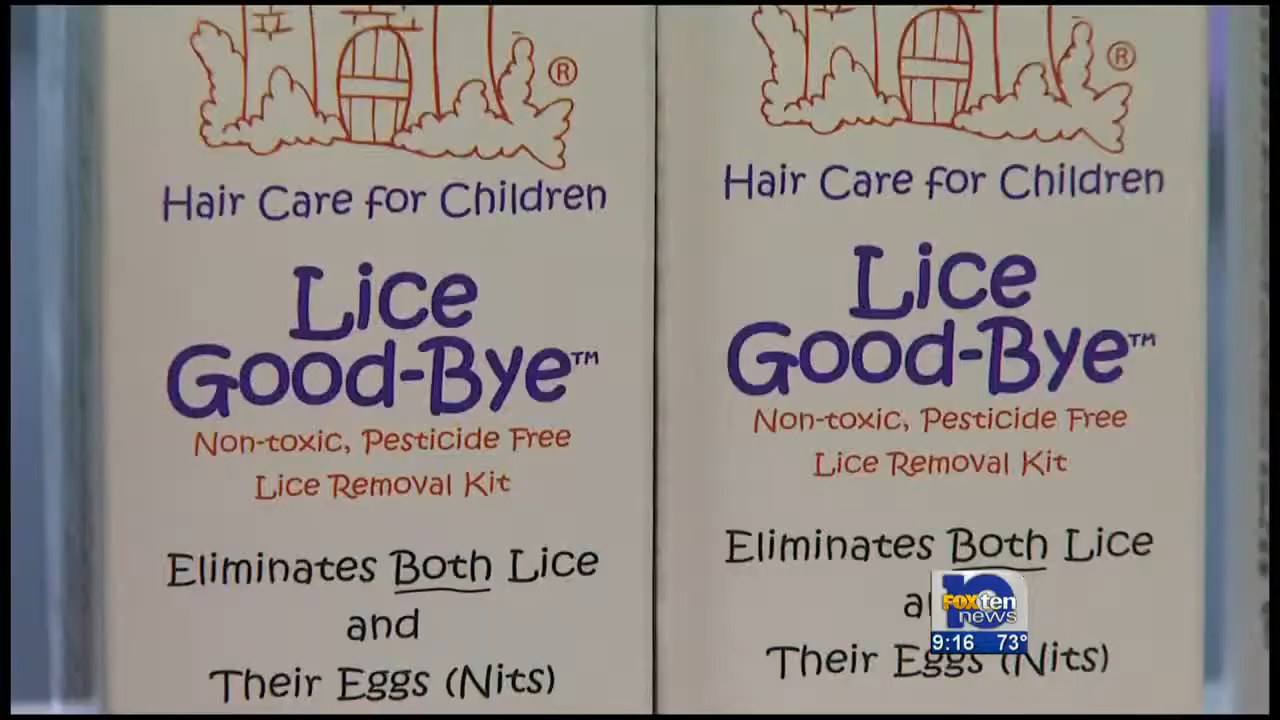 ®
Hair Care for Children
Lice
Good-Bye™
Non-toxic, Pesticide Free
Lice Removal Kit
Eliminates Both Lice
and
Their Eggs (Nits)
®
Hair Care for Children
Lice
Good-Bye™
Non-toxic, Pesticide Free
Lice Removal Kit
Eliminates Both Lice
Their Eggs (Nits)
10
FOX ten
news
9:16 73°